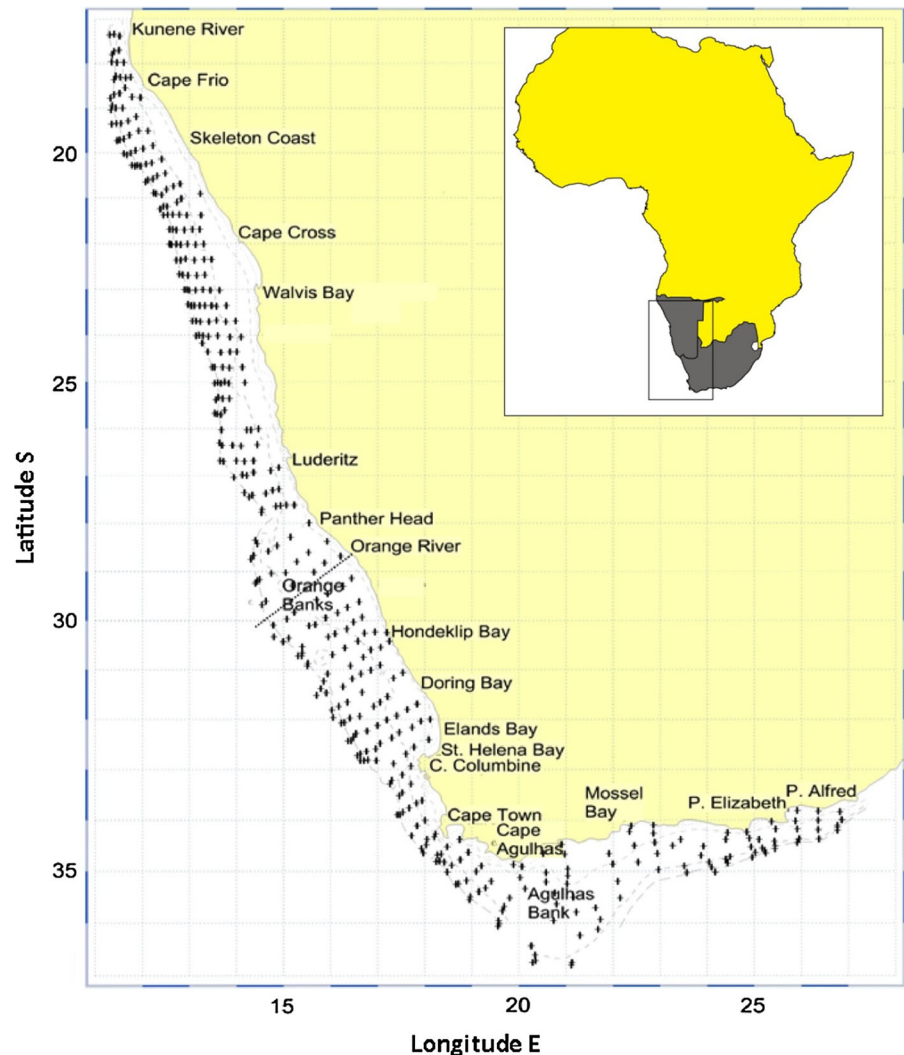 Kunene River
Cape Frio
Skeleton Coast
20
Cape Cross
Walvis Bay
25
Luderitz
Panther Head
Orange River
Orange
Banks
30
Hondeklip Bay
Doring Bay
Elands Bay
St. Helena Bay
C. Columbine
Mossel
Bay
P. Elizabeth
P. Alfred
Cape Town
Cape
Agulhas
35
Agulhas
Bank
15
20
25
Latitude S
Longitude E